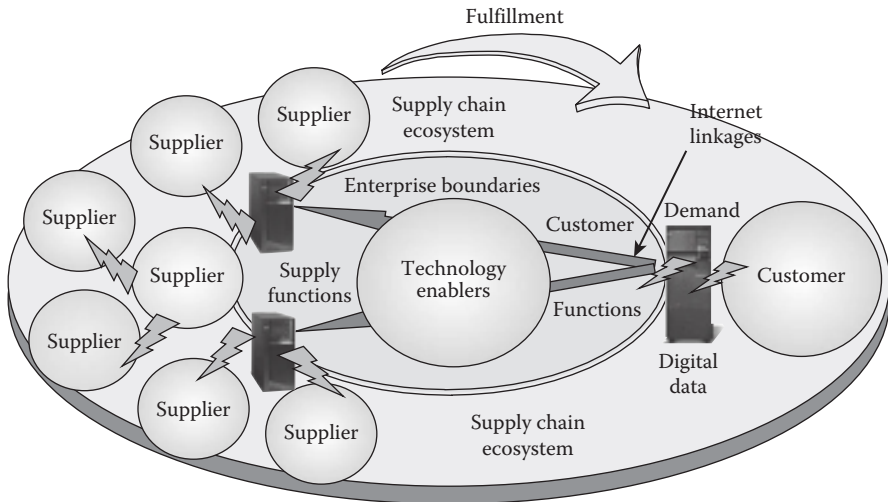 Fulfillment
Supplier
Supply chain
ecosystem
Internet
linkages
Supplier
Enterprise boundaries
Supplier
Customer
Demand
Supplier
Supply
functions
Technology
enablers
Customer
Functions
Supplier
Digital
data
Supplier
Supplier
Supply chain
ecosystem